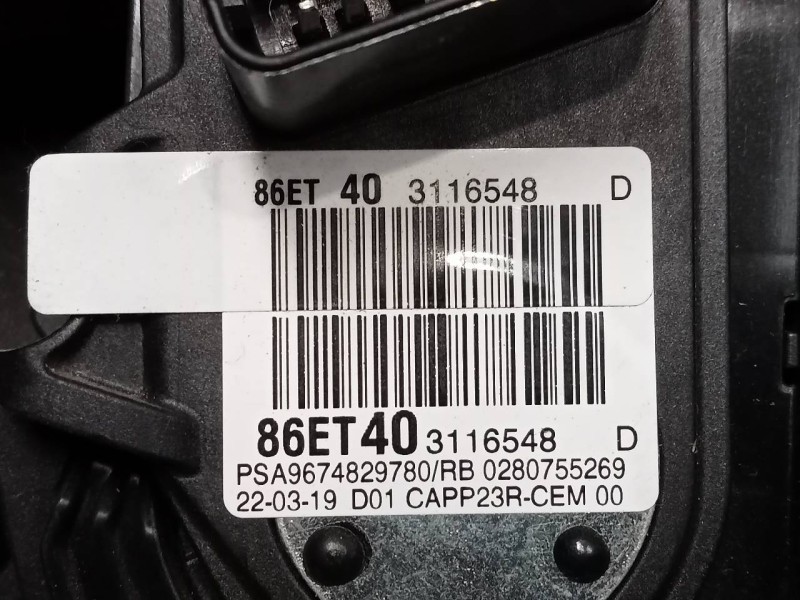 86ET 40 3116548 D
86ET40 3116548 D
PSA9674829780/RB 0280755269
22-03-19 D01 CAPP23R-CEM 00